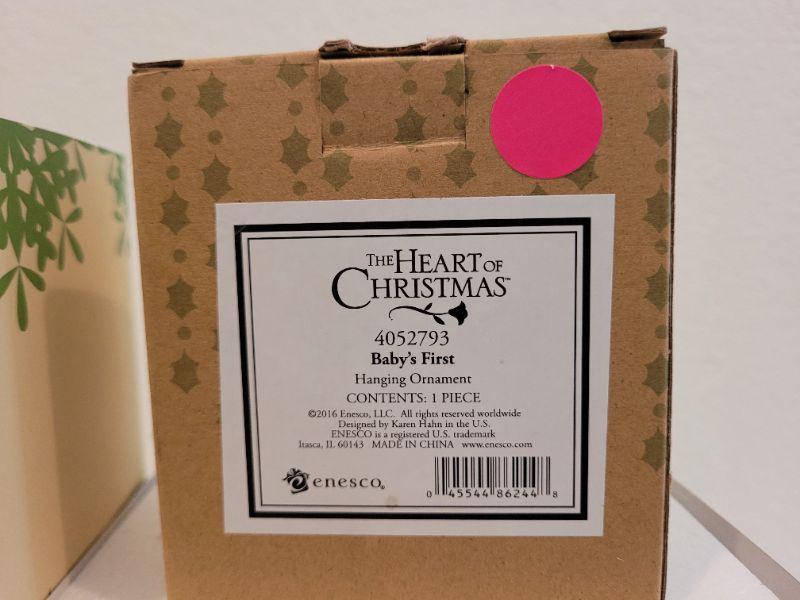 THE HEART OF
CHRISTMAS™
4052793
Baby's First
Hanging Ornament
CONTENTS: 1 PIECE
©2016 Enesco, LLC. All rights reserved worldwide
Designed by Karen Hahn in the U.S.
ENESCO is a registered U.S. trademark
Itasca, IL 60143 MADE IN CHINA www.enesco.com
enesco®
0 45544 86244 8